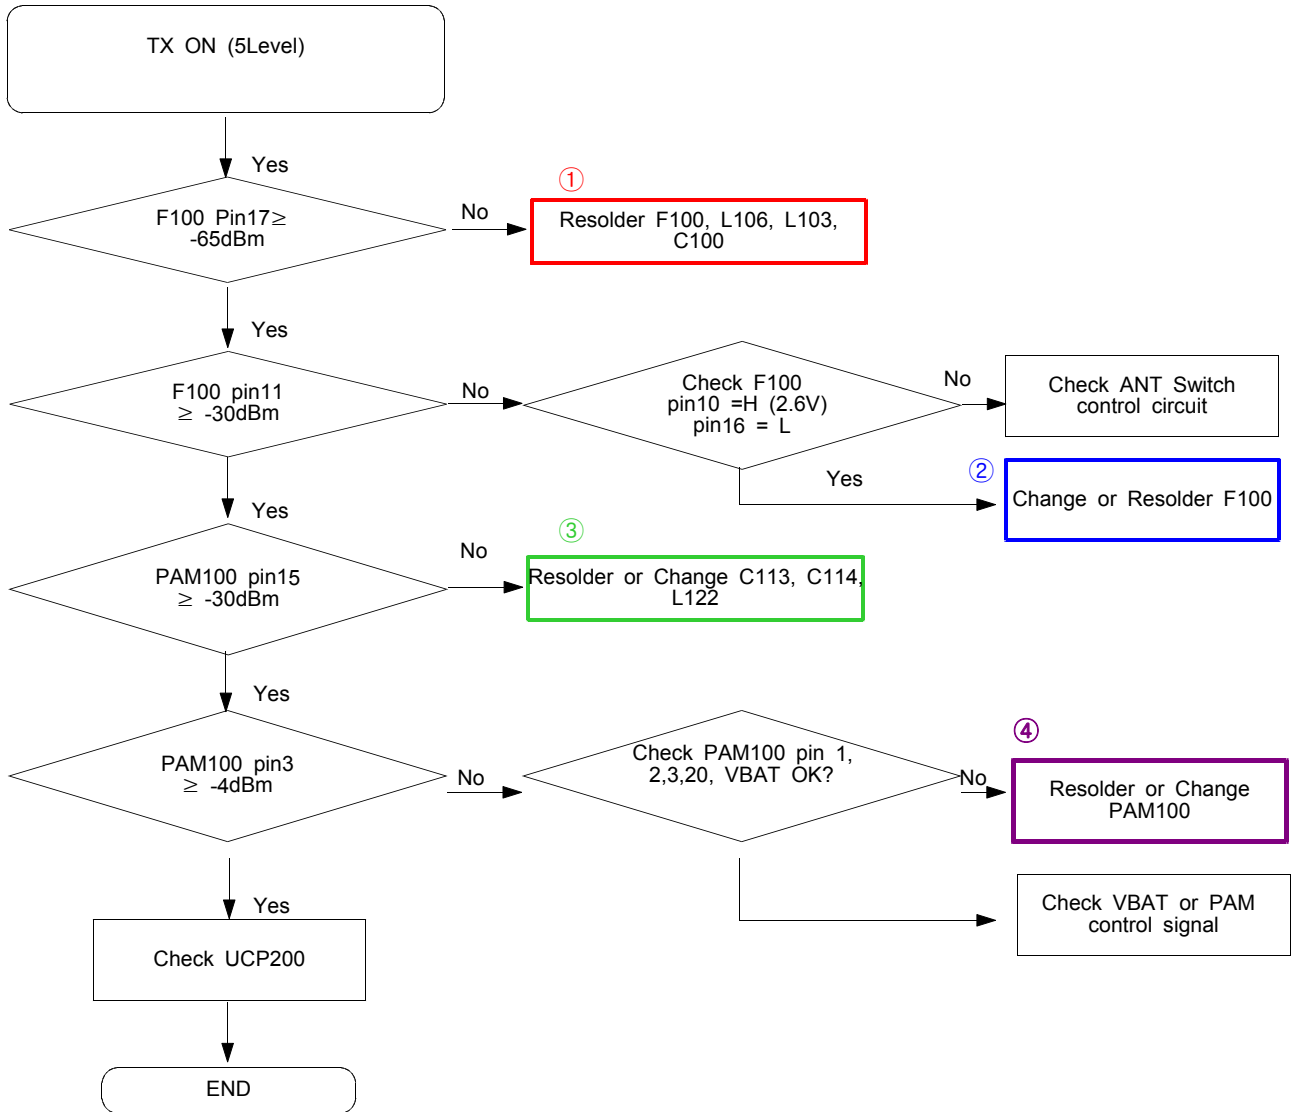 TX ON (5Level)
Yes
F100 Pin17≥
-65dBm
No
①
Resolder F100, L106, L103,
C100
Yes
F100 pin11
≥ -30dBm
No
Check F100
pin10 =H (2.6V)
pin16 = L
No
Check ANT Switch
control circuit
Yes
②
Change or Resolder F100
Yes
PAM100 pin15
≥ -30dBm
No
③
Resolder or Change C113, C114,
L122
Yes
PAM100 pin3
≥ -4dBm
No
Check PAM100 pin 1,
2,3,20, VBAT OK?
No
④
Resolder or Change
PAM100
Check VBAT or PAM
control signal
Yes
Check UCP200
END